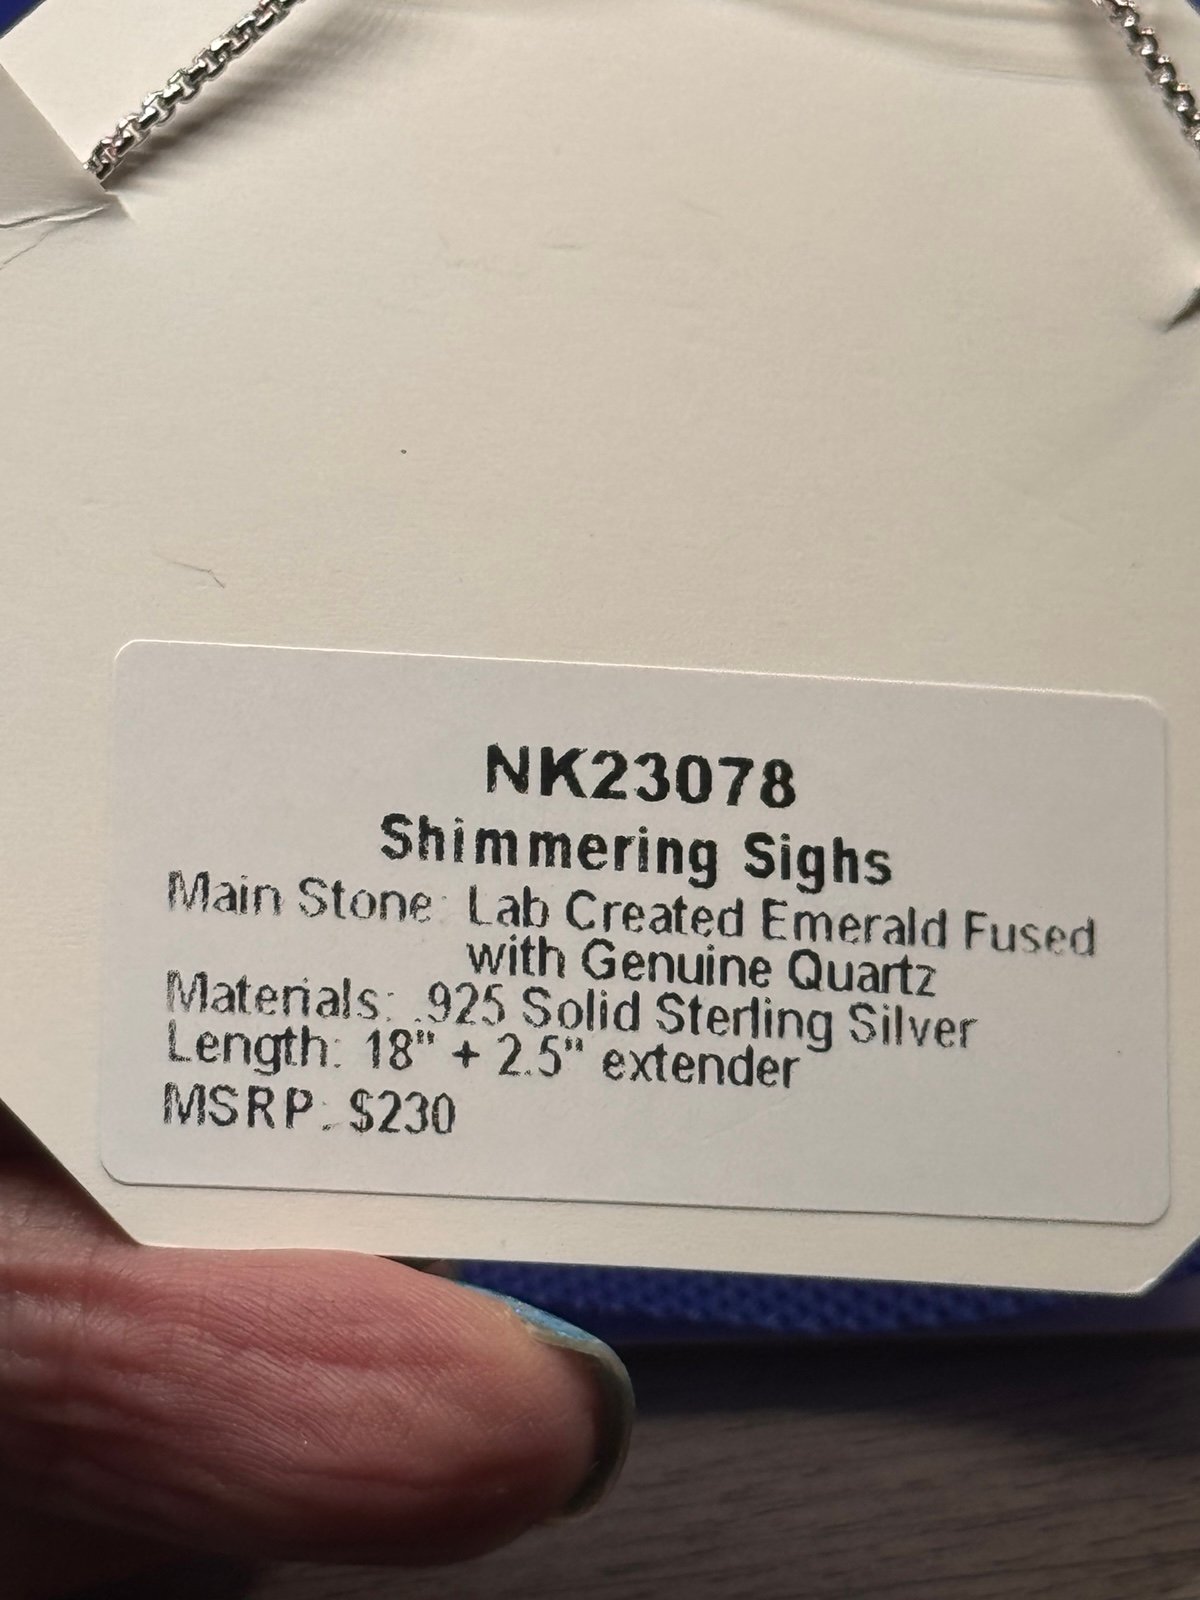 NK23078
Shimmering Sighs
Main Stone: Lab Created Emerald Fused
with Genuine Quartz
Materials: .925 Solid Sterling Silver
Length: 18" + 2.5" extender
MSRP: $230